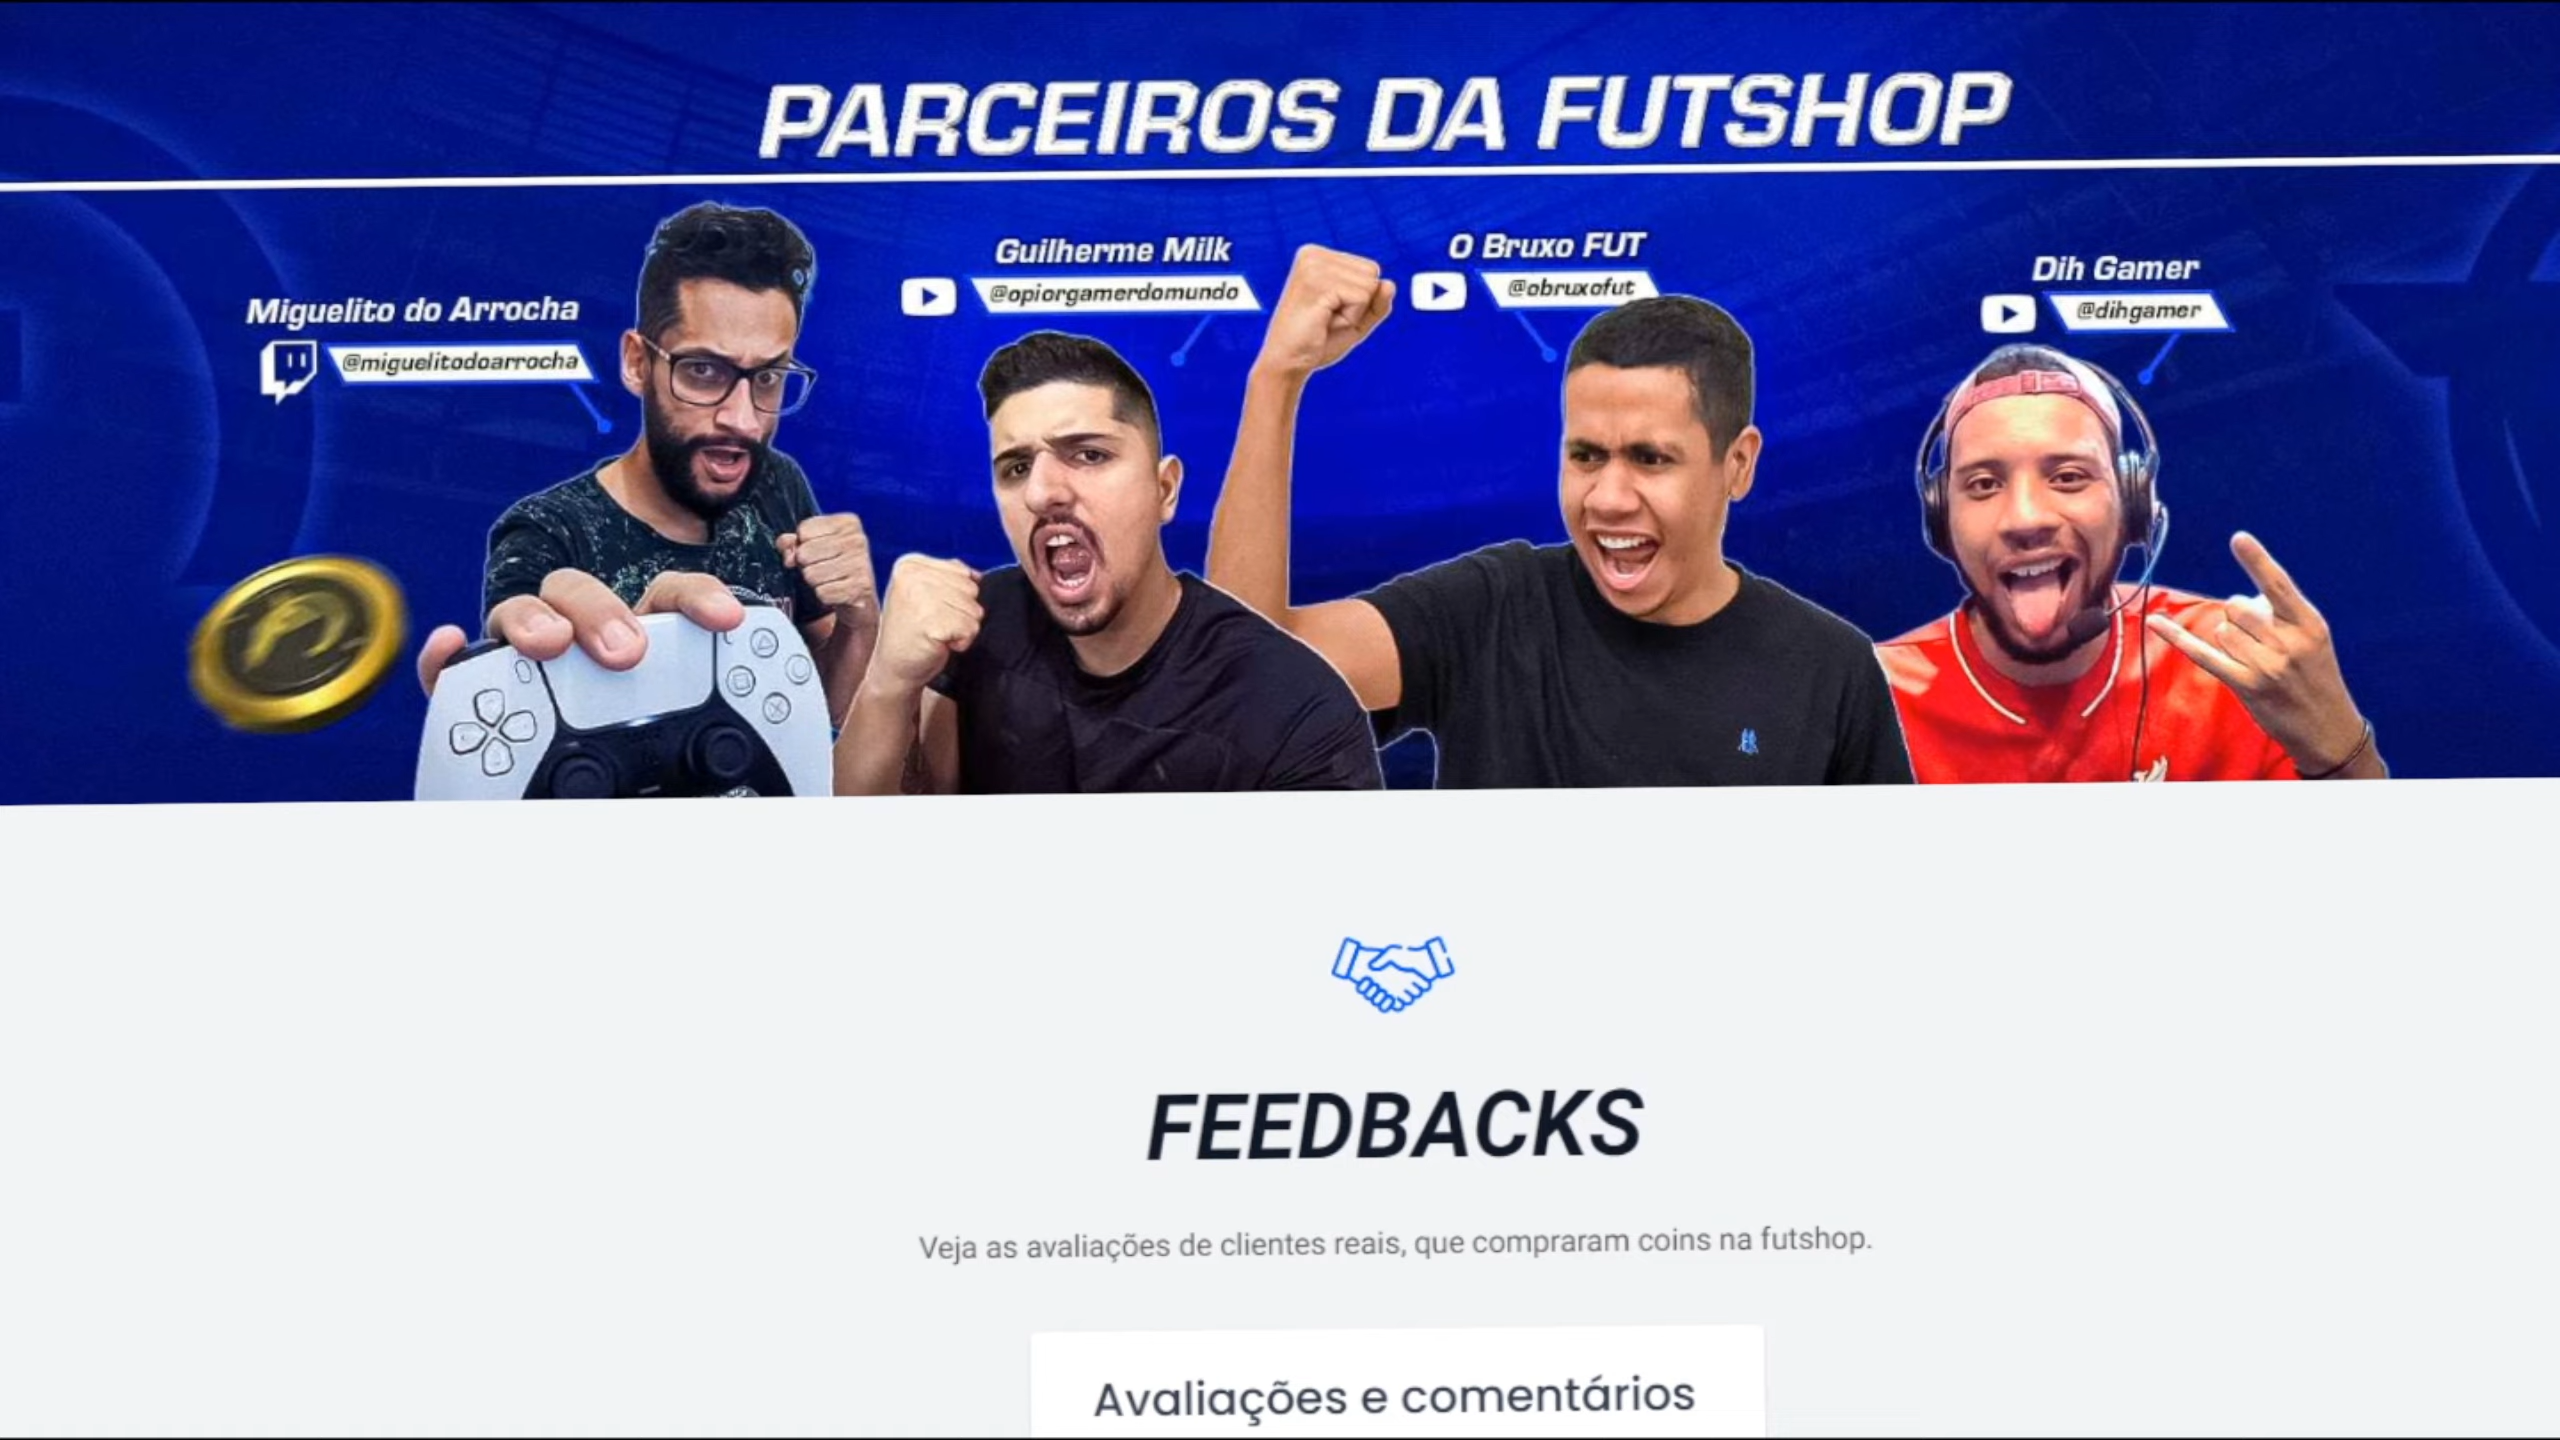 PARCEIROS DA FUTSHOP
Miguelito do Arrocha
@miguelitodoarrocha
Guilherme Milk
@opiorgamerdomundo
O Bruxo FUT
@obruxofut
Dih Gamer
@dihgamer
FEEDBACKS
Veja as avaliações de clientes reais, que compraram coins na futshop.
Avaliações e comentários